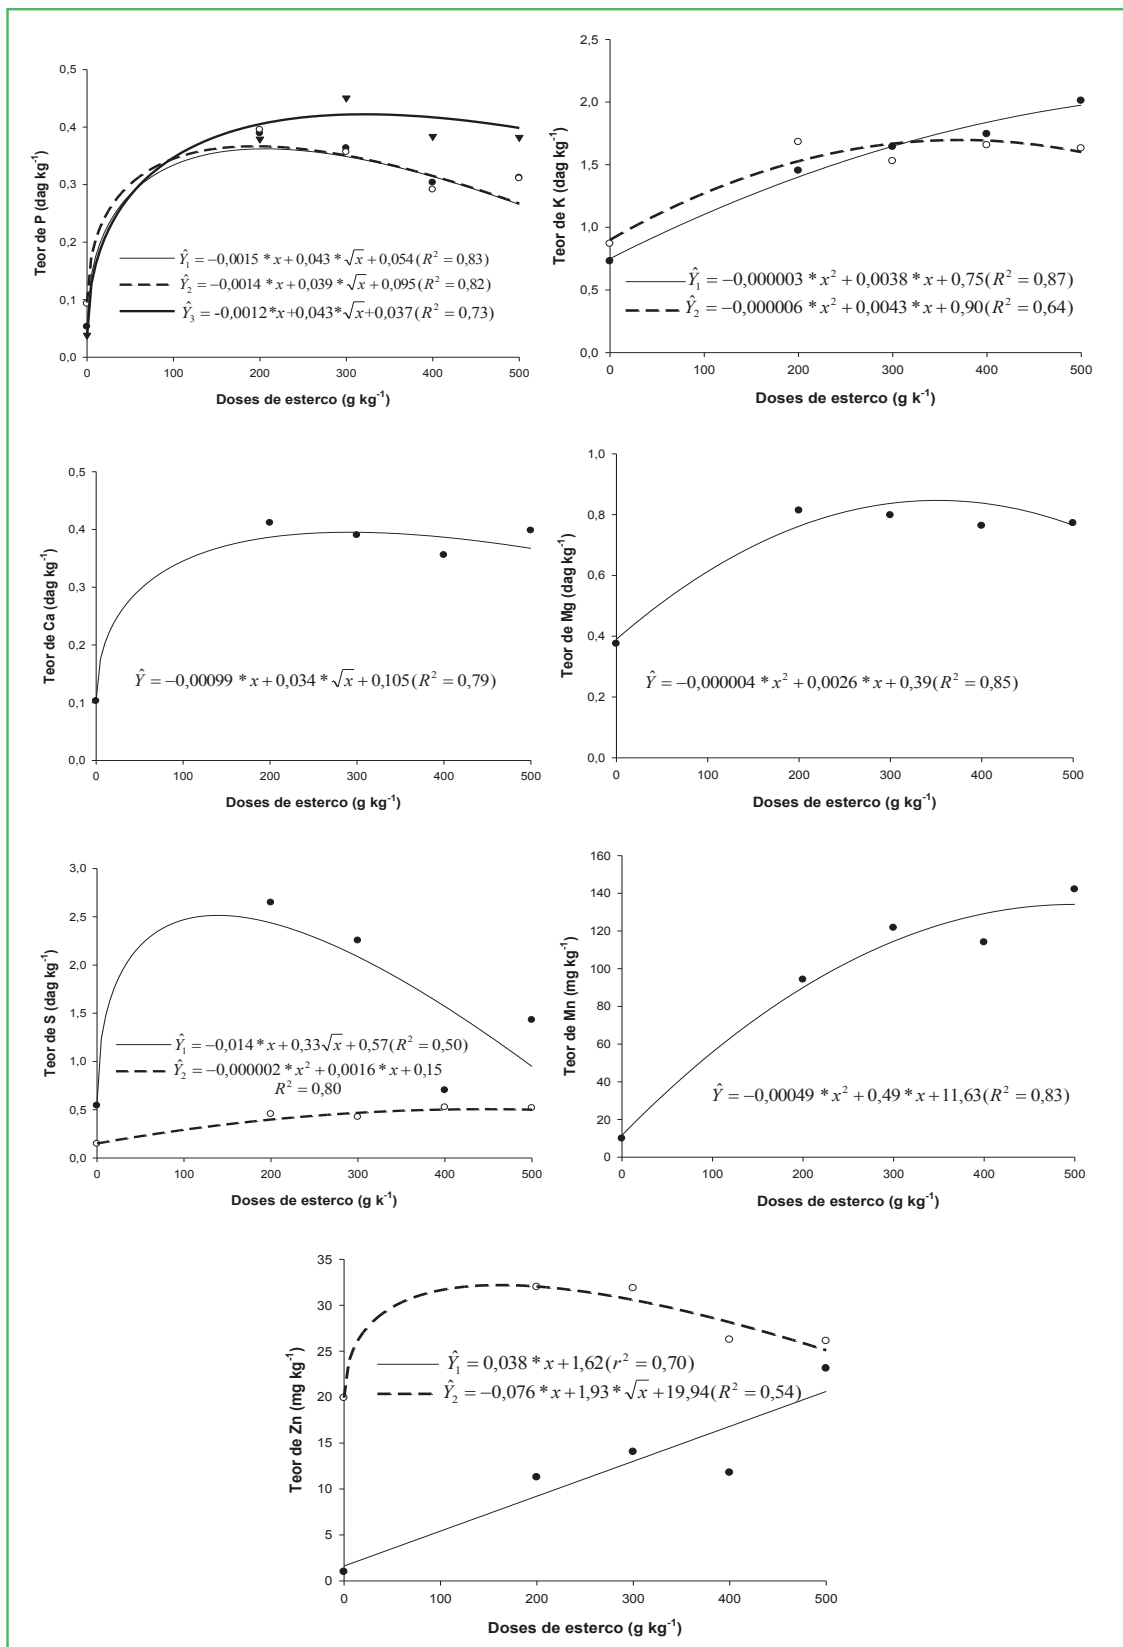 0,5
0,4
0,3
0,2
0,1
0,0
Teor de P (dag kg-1)
Ŷ1 = −0,0015 * x + 0,043 * √x + 0,054 (R2 = 0,83)
Ŷ2 = −0,0014 * x + 0,039 * √x + 0,095 (R2 = 0,82)
Ŷ3 = -0,0012*x+0,043*√x+0,037 (R2 = 0,73)
0 100 200 300 400 500
Doses de esterco (g kg-1)
2,5
2,0
1,5
1,0
0,5
0,0
Teor de K (dag kg-1)
Ŷ1 = −0,000003 * x2 + 0,0038 * x + 0,75(R2 = 0,87)
Ŷ2 = −0,000006 * x2 + 0,0043 * x + 0,90(R2 = 0,64)
0 100 200 300 400 500
Doses de esterco (g k-1)
0,5
0,4
0,3
0,2
0,1
0,0
Teor de Ca (dag kg-1)
Ŷ = −0,00099 * x + 0,034 * √x + 0,105(R2 = 0,79)
0 100 200 300 400 500
Doses de esterco (g kg-1)
1,0
0,8
0,6
0,4
0,2
0,0
Teor de Mg (dag kg-1)
Ŷ = −0,000004 * x2 + 0,0026 * x + 0,39(R2 = 0,85)
0 100 200 300 400 500
Doses de esterco (g kg-1)
3,0
2,5
2,0
1,5
1,0
0,5
0,0
Teor de S (dag kg-1)
Ŷ1 = −0,014 * x + 0,33√x + 0,57(R2 = 0,50)
Ŷ2 = −0,000002 * x2 + 0,0016 * x + 0,15
R2 = 0,80
0 100 200 300 400 500
Doses de esterco (g k-1)
160
140
120
100
80
60
40
20
0
Teor de Mn (mg kg-1)
Ŷ = −0,00049 * x2 + 0,49 * x + 11,63(R2 = 0,83)
0 100 200 300 400 500
Doses de esterco (g kg-1)
35
30
25
20
15
10
5
0
Teor de Zn (mg kg-1)
Ŷ1 = 0,038 * x + 1,62(r2 = 0,70)
Ŷ2 = −0,076 * x + 1,93 * √x + 19,94(R2 = 0,54)
0 100 200 300 400 500
Doses de esterco (g kg-1)